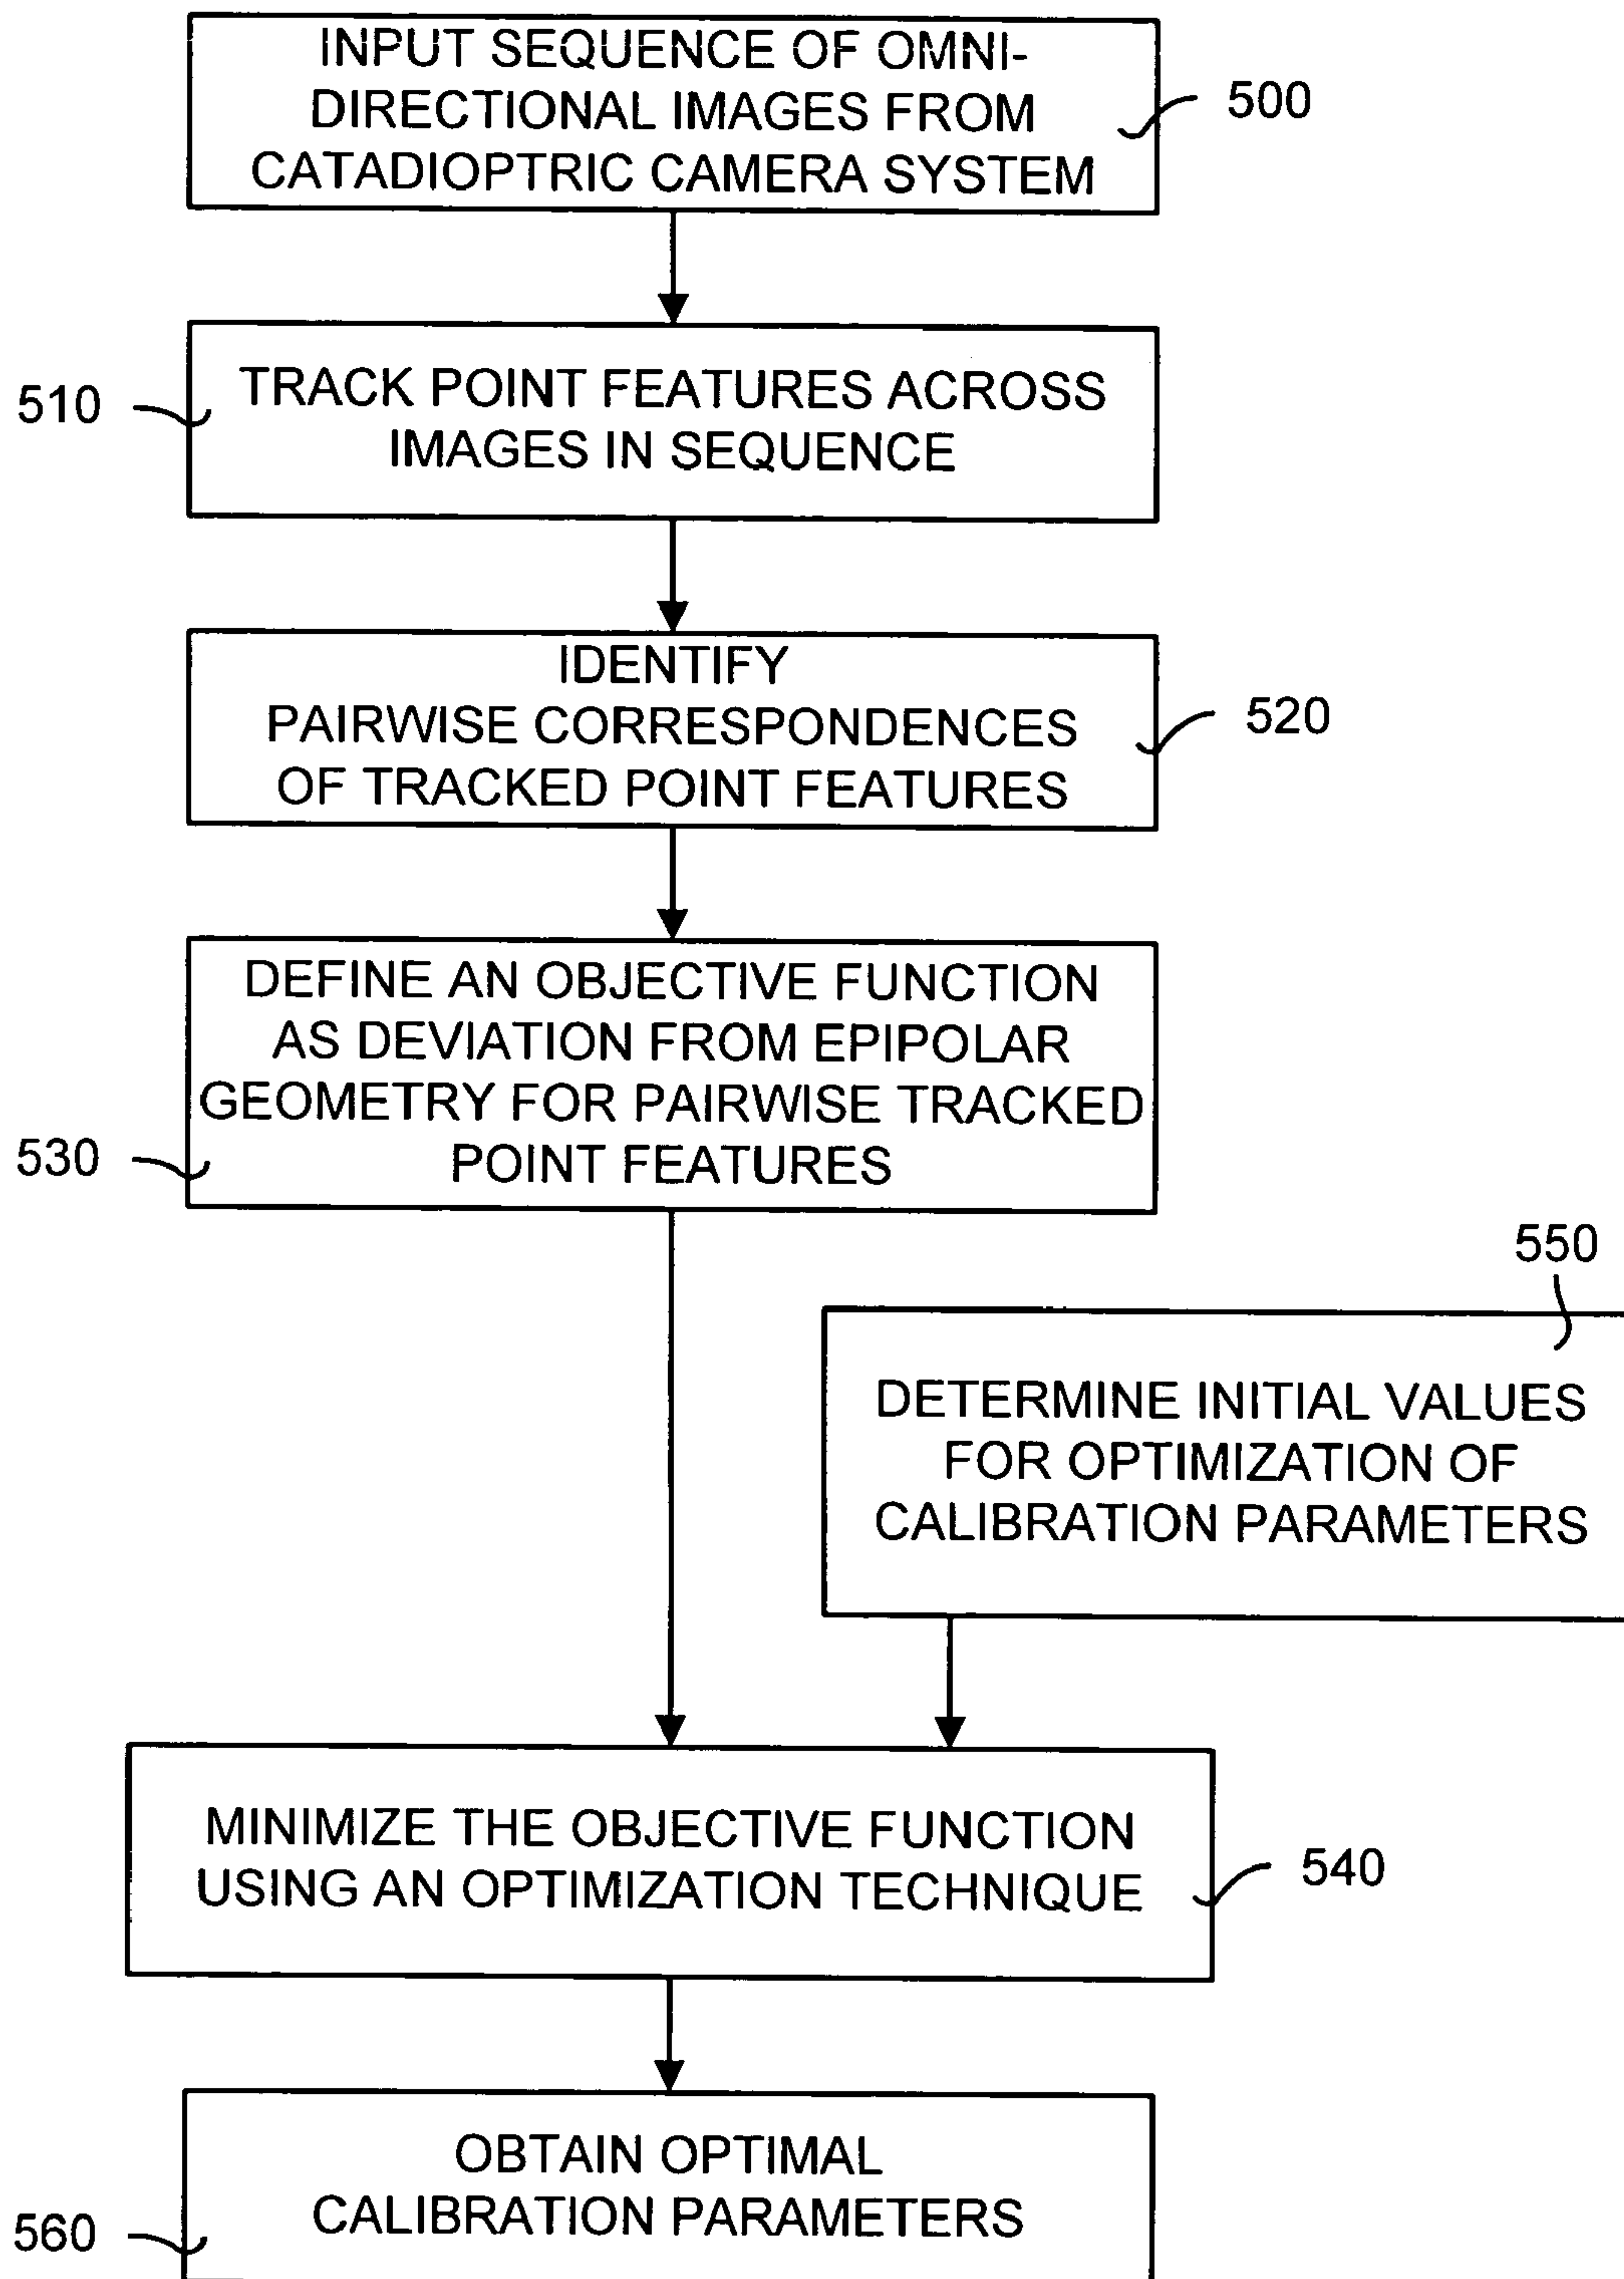 INPUT SEQUENCE OF OMNI-
DIRECTIONAL IMAGES FROM
CATADIOPTRIC CAMERA SYSTEM
500
510
TRACK POINT FEATURES ACROSS
IMAGES IN SEQUENCE
IDENTIFY
PAIRWISE CORRESPONDENCES
OF TRACKED POINT FEATURES
520
DEFINE AN OBJECTIVE FUNCTION
AS DEVIATION FROM EPIPOLAR
GEOMETRY FOR PAIRWISE TRACKED
POINT FEATURES
530
550
DETERMINE INITIAL VALUES
FOR OPTIMIZATION OF
CALIBRATION PARAMETERS
MINIMIZE THE OBJECTIVE FUNCTION
USING AN OPTIMIZATION TECHNIQUE
540
OBTAIN OPTIMAL
CALIBRATION PARAMETERS
560